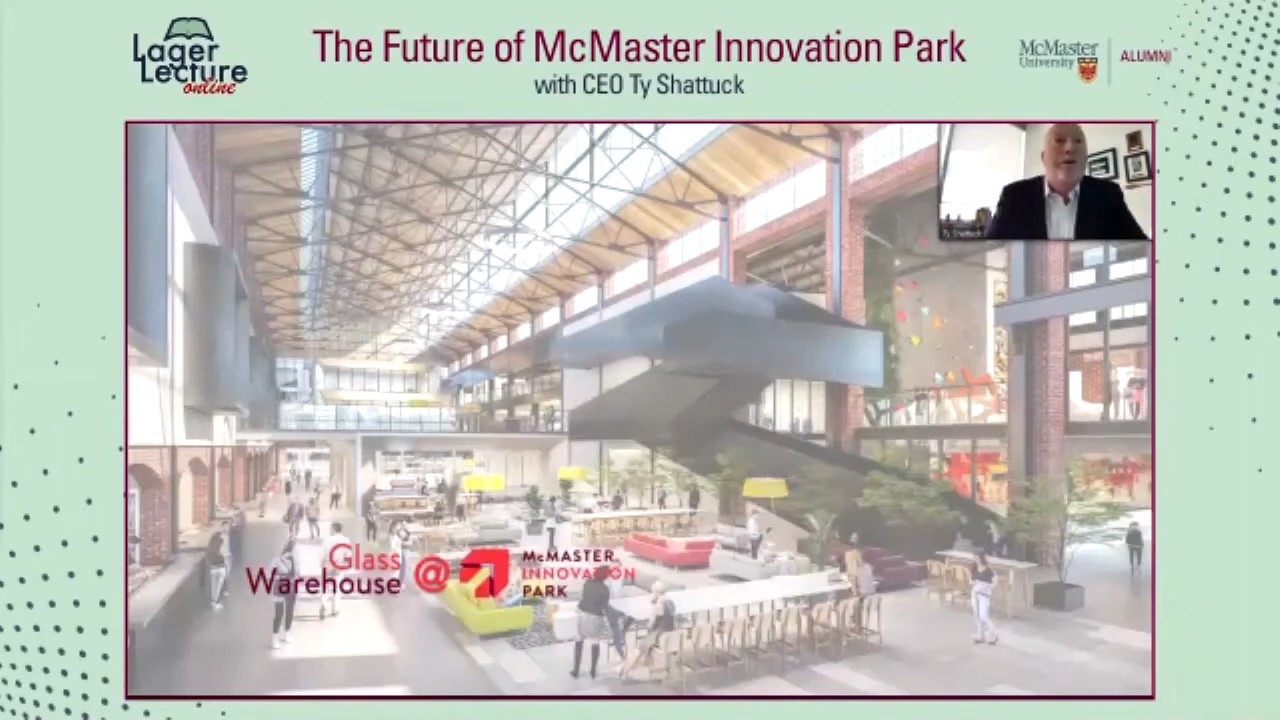 Lager
Lecture
online
The Future of McMaster Innovation Park
with CEO Ty Shattuck
McMaster
University
ALUMNI
Ty Shattuck
Glass
Warehouse @
McMASTER
INNOVATION
PARK